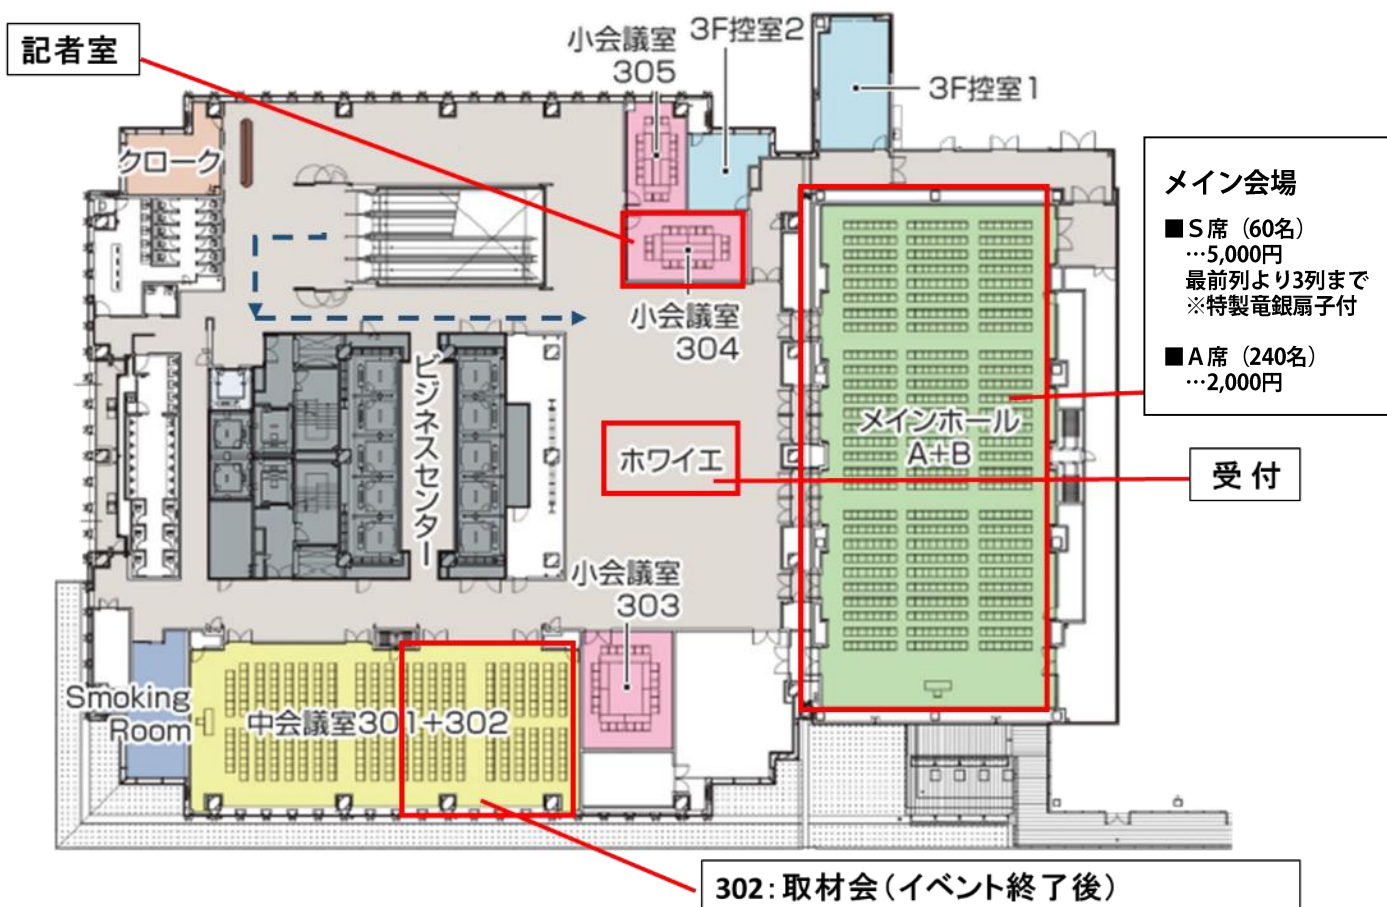 記者室
小会議室
305
3F控室2
3F控室1
クローク
メイン会場
■S席（60名）
…5,000円
最前列より3列まで
※特製竜銀扇子付
■A席（240名）
…2,000円
小会議室
304
ビジネスセンター
メインホール
A+B
ホワイエ
受付
小会議室
303
Smoking
Room
中会議室301+302
302：取材会（イベント終了後）